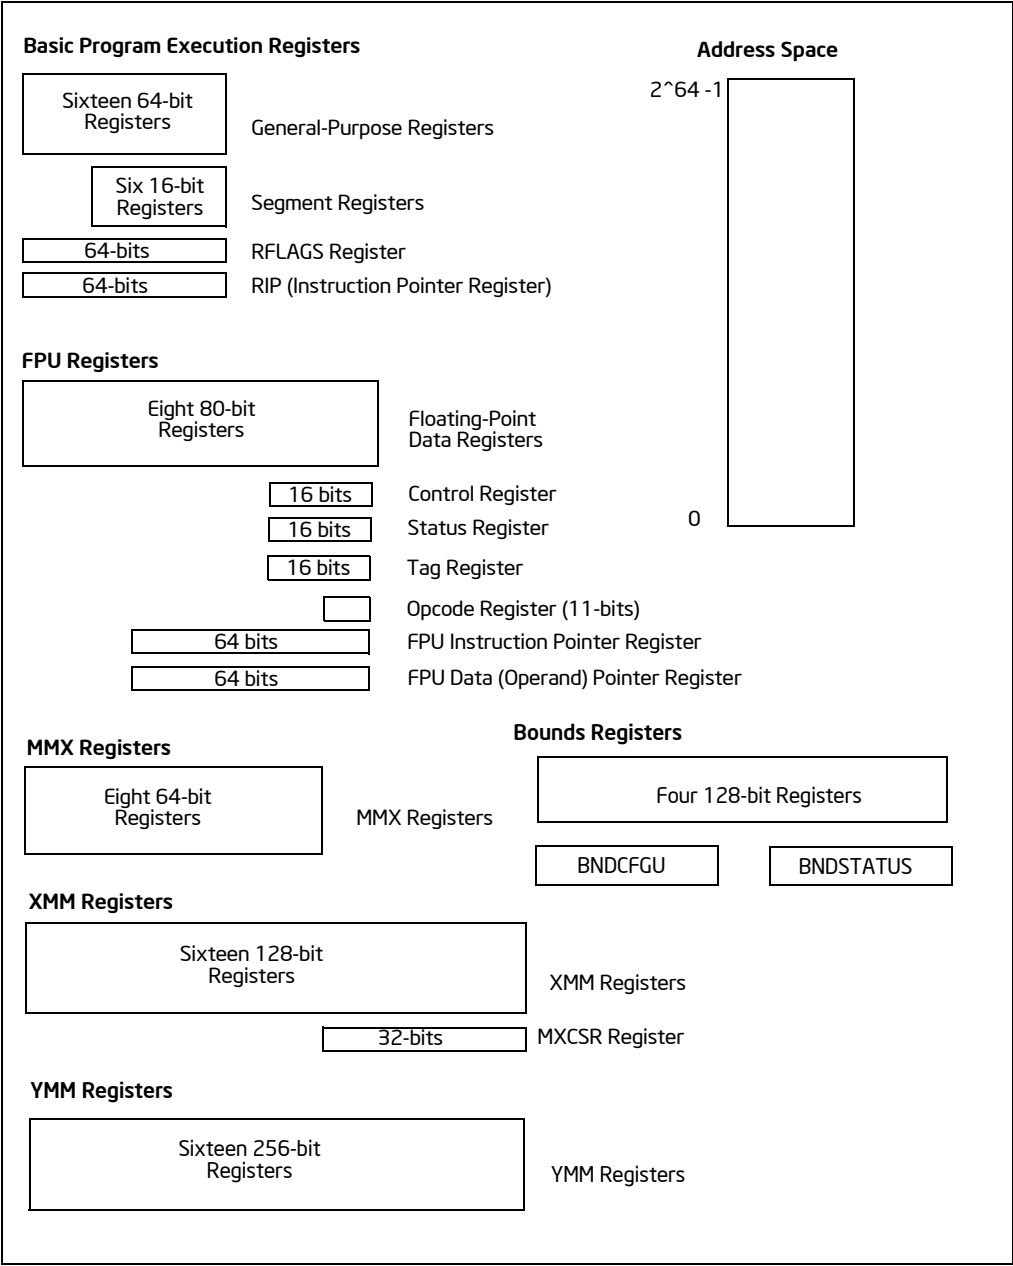 Basic Program Execution Registers
Address Space
2^64 -1
Sixteen 64-bit
Registers
General-Purpose Registers
Six 16-bit
Registers
Segment Registers
64-bits
RFLAGS Register
64-bits
RIP (Instruction Pointer Register)
FPU Registers
Eight 80-bit
Registers
Floating-Point
Data Registers
16 bits
Control Register
0
16 bits
Status Register
16 bits
Tag Register
Opcode Register (11-bits)
64 bits
FPU Instruction Pointer Register
64 bits
FPU Data (Operand) Pointer Register
MMX Registers
Eight 64-bit
Registers
MMX Registers
Bounds Registers
Four 128-bit Registers
BNDCFGU
BNDSTATUS
XMM Registers
Sixteen 128-bit
Registers
XMM Registers
32-bits
MXCSR Register
YMM Registers
Sixteen 256-bit
Registers
YMM Registers